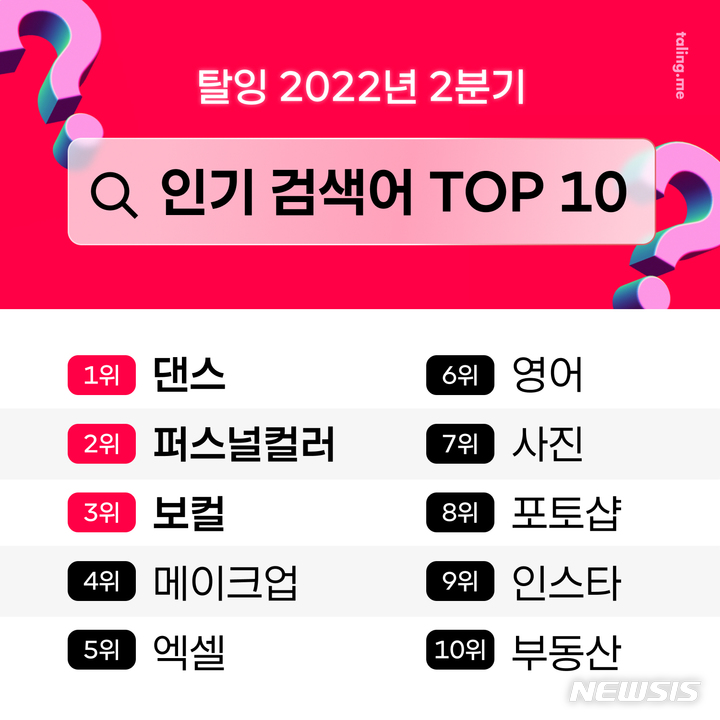 taling.me
탈잉 2022년 2분기
인기 검색어 TOP 10
1위 댄스
2위 퍼스널컬러
3위 보컬
4위 메이크업
5위 엑셀
6위 영어
7위 사진
8위 포토샵
9위 인스타
10위 부동산
NEWSIS